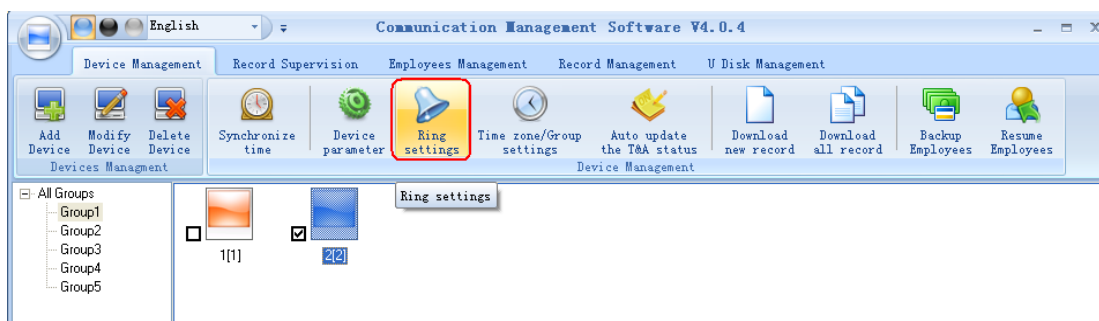 English
Communication Management Software V4.0.4
Device Management Record Supervision Employees Management Record Management U Disk Management
Add Device
Modify Device
Delete Device
Synchronize time
Device parameter
Ring settings
Time zone/Group settings
Auto update the T&A status
Download new record
Download all record
Backup Employees
Resume Employees
Devices Managment
Device Management
Ring settings
All Groups
Group1
Group2
Group3
Group4
Group5
1[1]
2[2]